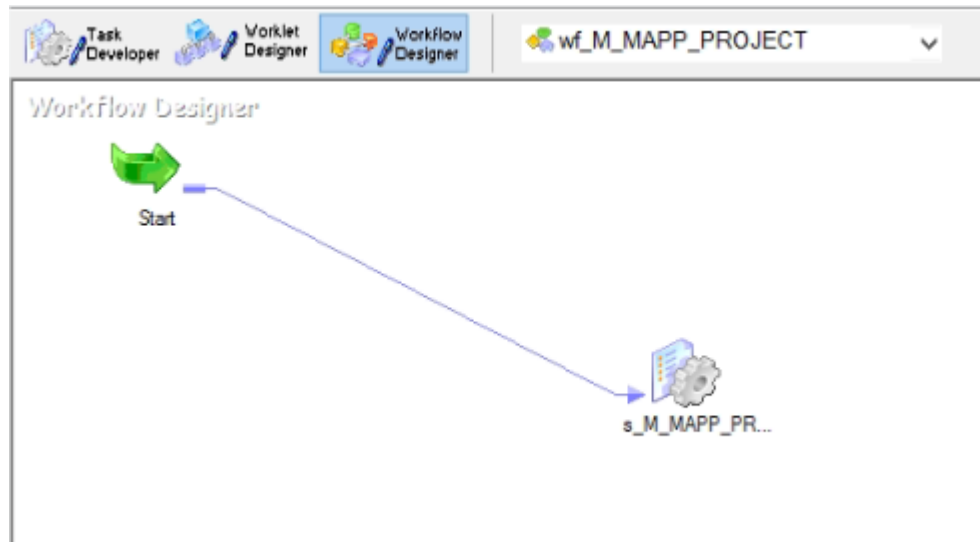 Task
Developer
Worklet
Designer
Workflow
Designer
wf_M_MAPP_PROJECT
Workflow Designer
Start
s_M_MAPP_PR...